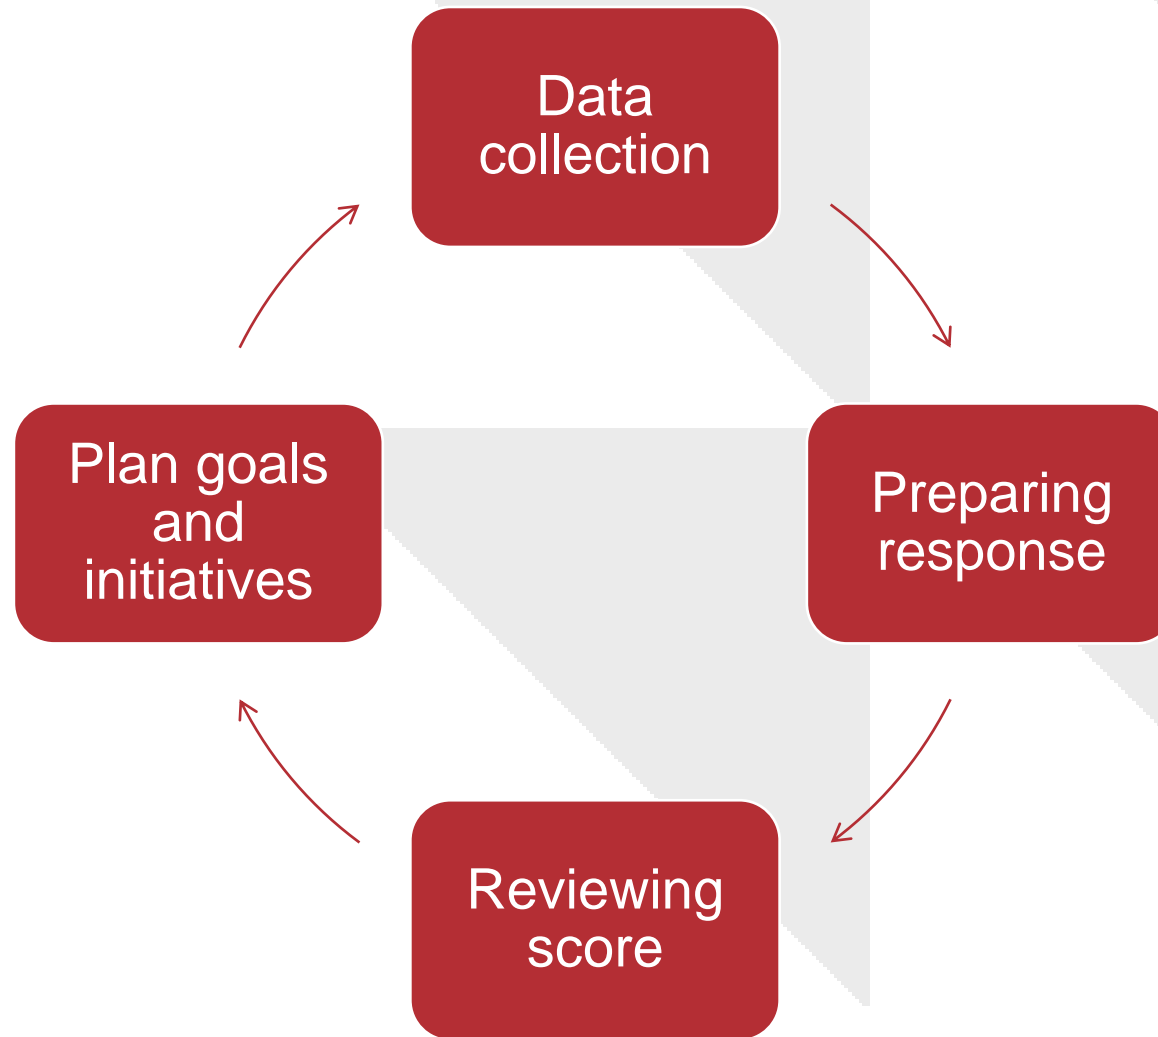 Data
collection
Preparing
response
Reviewing
score
Plan goals
and
initiatives